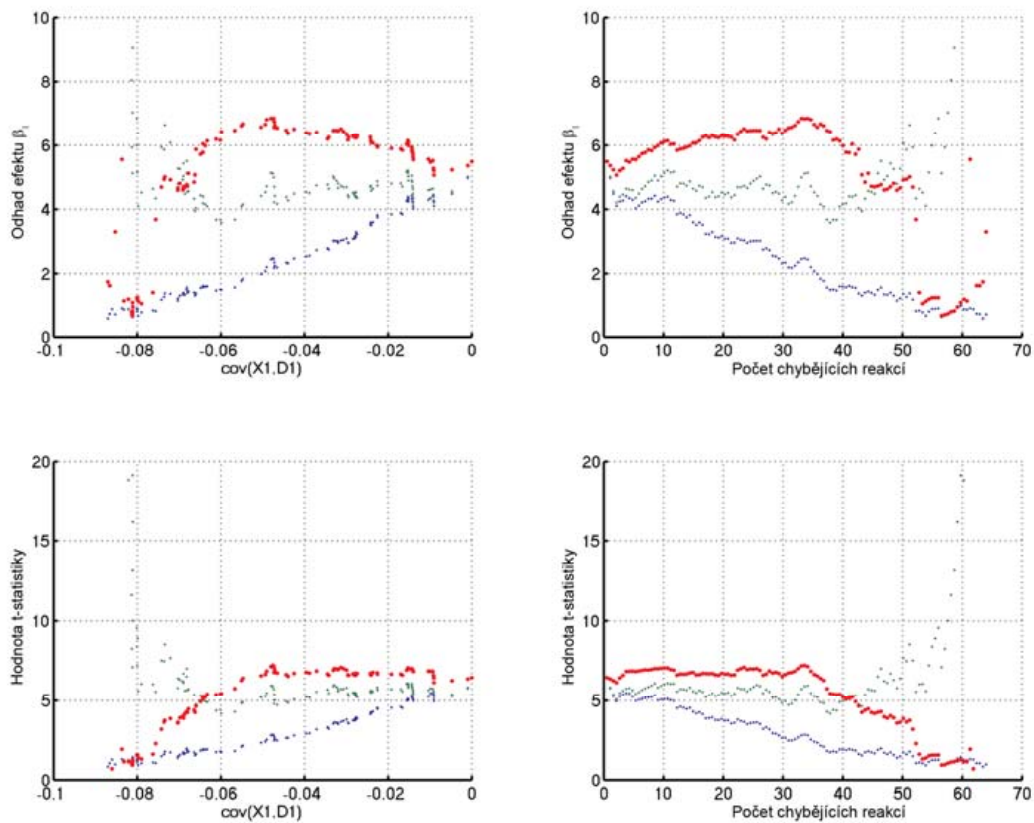 10
8
6
4
2
0
Odhad efektu β₁
-0.1 -0.08 -0.06 -0.04 -0.02 0
cov(X1,D1)
10
8
6
4
2
0
Odhad efektu β₁
0 10 20 30 40 50 60 70
Počet chybějících reakcí
20
15
10
5
0
Hodnota t-statistiky
-0.1 -0.08 -0.06 -0.04 -0.02 0
cov(X1,D1)
20
15
10
5
0
Hodnota t-statistiky
0 10 20 30 40 50 60 70
Počet chybějících reakcí